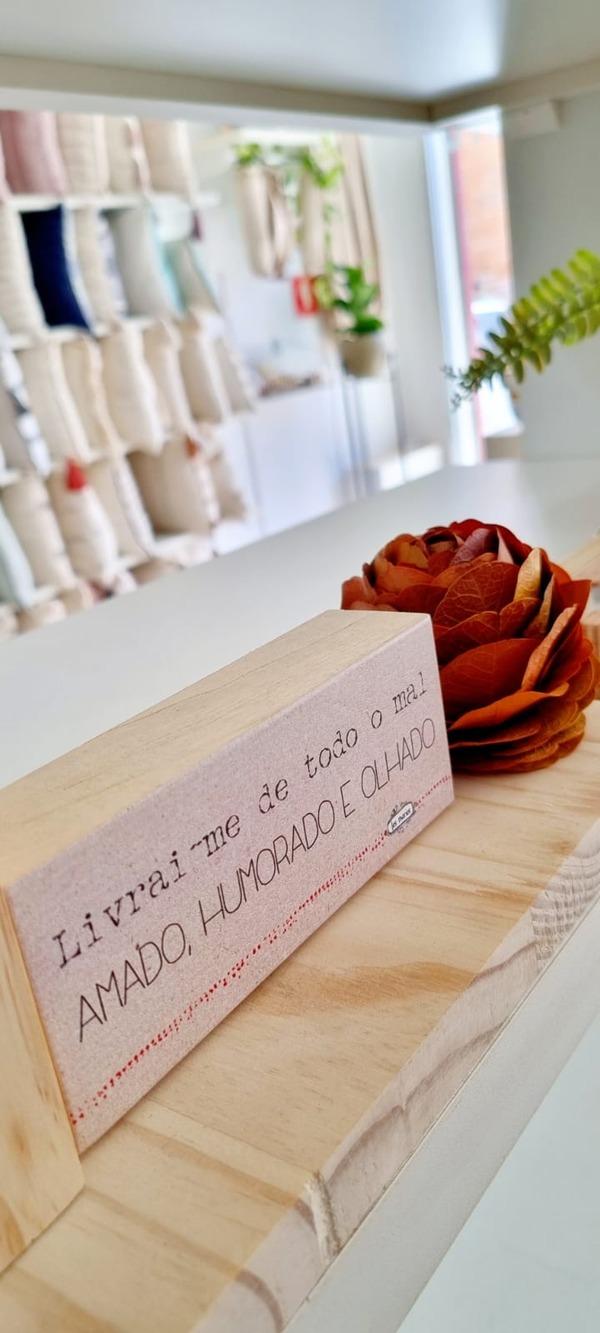 Livrai-me de todo o mal
AMADO, HUMORADO E OLHADO